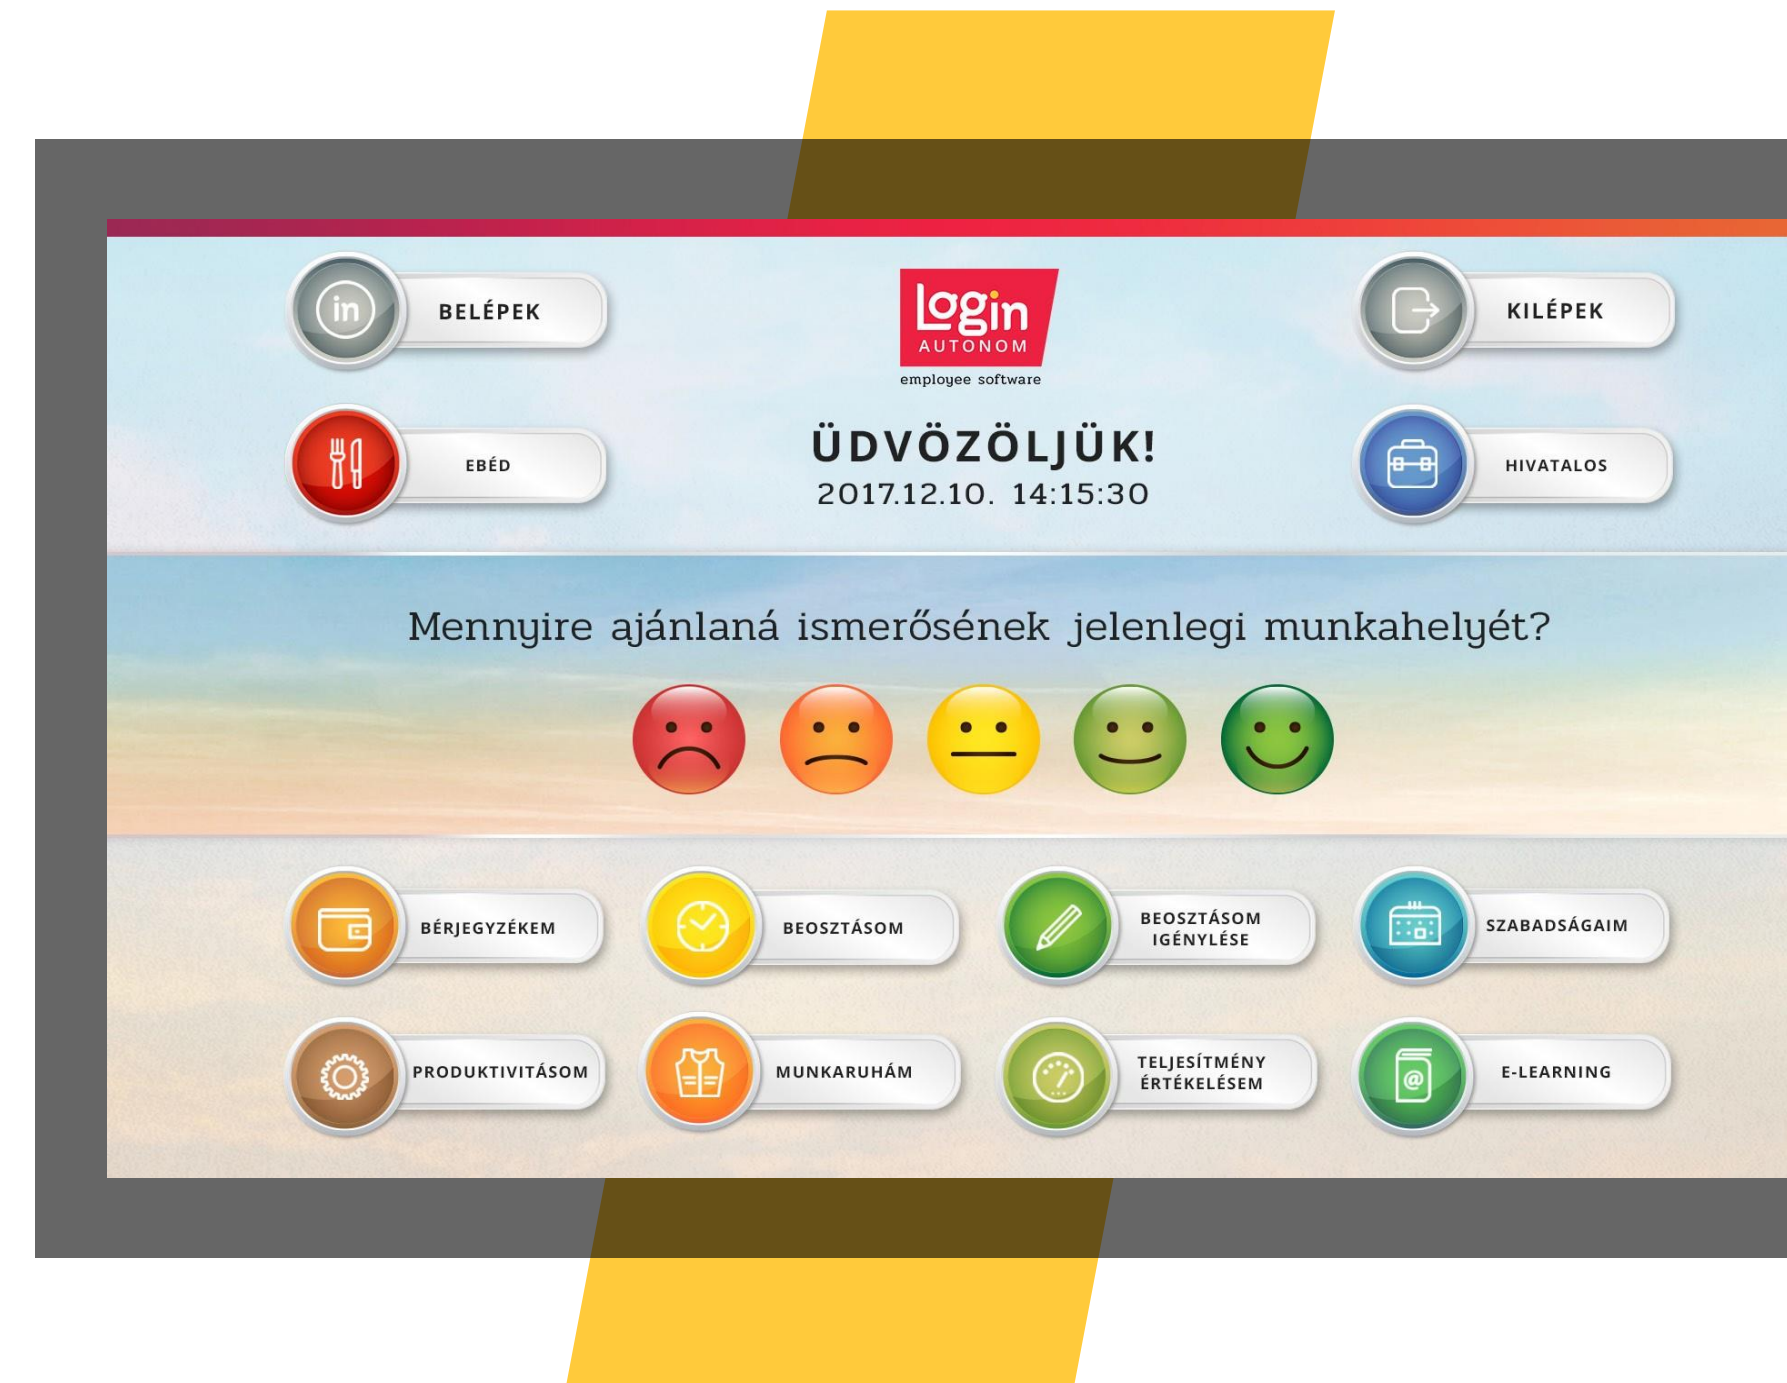 in
BELÉPEK
Login
AUTONOM
employee software
KILÉPEK
EBÉD
ÜDVÖZÖLJÜK!
2017.12.10. 14:15:30
HIVATALOS
Mennyire ajánlaná ismerősének jelenlegi munkahelyét?
BÉRJEGYZÉKEM
BEOSZTÁSOM
BEOSZTÁSOM
IGÉNYLÉSE
SZABADSÁGAIM
PRODUKTIVITÁSOM
MUNKARUHÁM
TELJESÍTMÉNY
ÉRTÉKELÉSEM
@
E-LEARNING